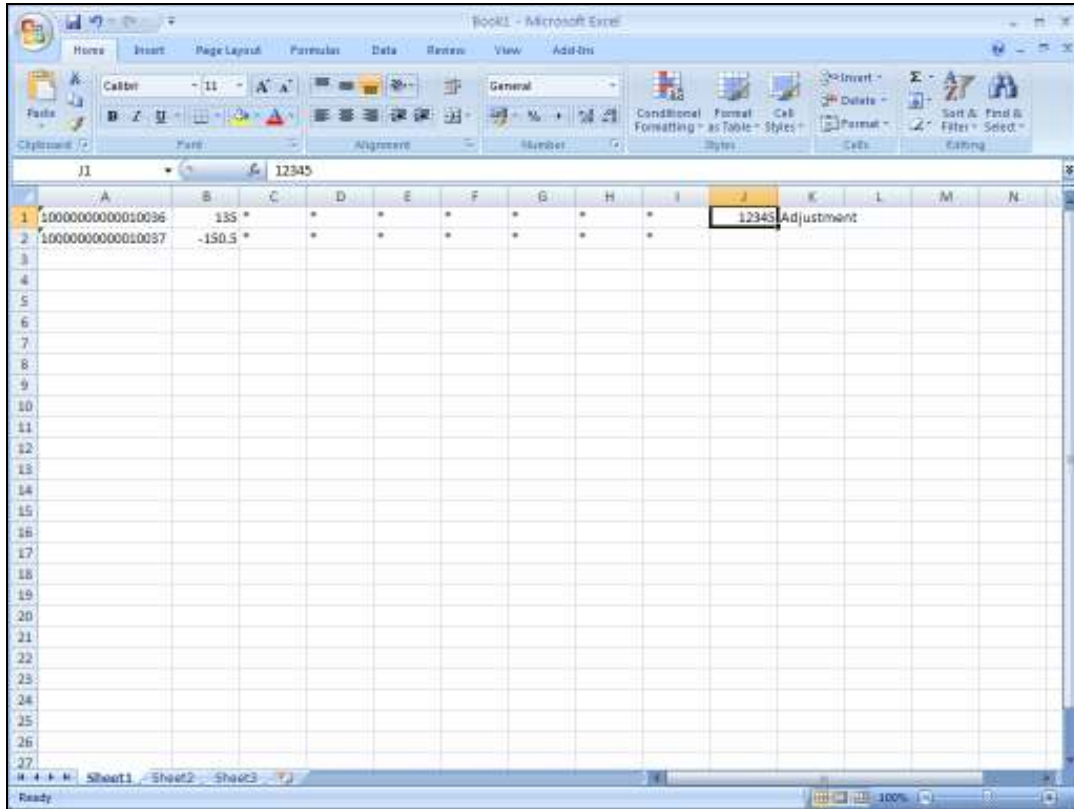 Book1 - Microsoft Excel
Home Insert Page Layout Formulas Data Review View Add-Ins
Calibri 11 A A General Insert Σ
Paste B I U A % Conditional Formatting Format as Table Cell Styles Delete Format Sort & Filter Find & Select
Clipboard Font Alignment Number Styles Cells Editing
J1 12345
A B C D E F G H I J K L M N
1 10000000000010036 135 * * * * * * * 12345 Adjustment
2 10000000000010037 -150.5 * * * * * * *
3
4
5
6
7
8
9
10
11
12
13
14
15
16
17
18
19
20
21
22
23
24
25
26
27
Sheet1 Sheet2 Sheet3
Ready 100%